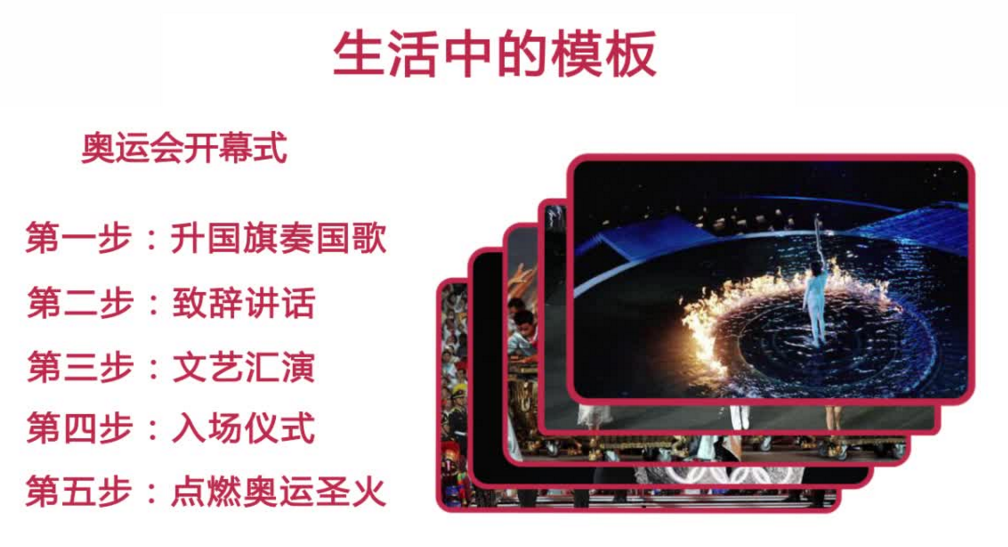 生活中的模板
奥运会开幕式
第一步：升国旗奏国歌
第二步：致辞讲话
第三步：文艺汇演
第四步：入场仪式
第五步：点燃奥运圣火